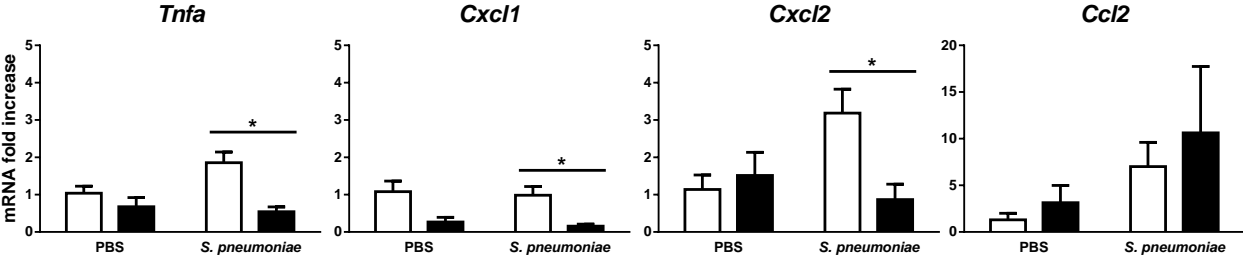 Tnfa
Cxcl1
Cxcl2
Ccl2
mRNA fold increase
5
4
3
2
1
0
*
PBS
S. pneumoniae
5
4
3
2
1
0
*
PBS
S. pneumoniae
5
4
3
2
1
0
*
PBS
S. pneumoniae
20
15
10
5
0
PBS
S. pneumoniae